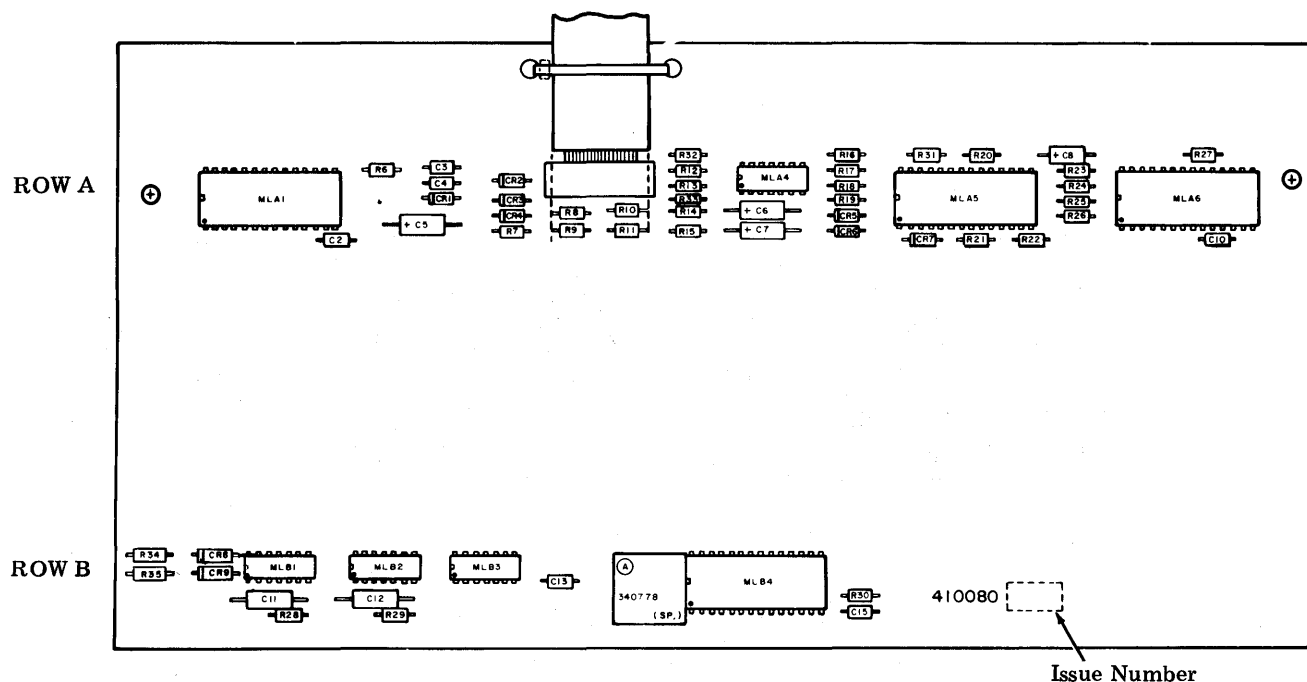 ROW A
MLA1
R6
C2
C3
C4
CR1
+ C5
CR2
CR3
CR4
R7
R8
R9
R10
R11
R32
R12
R13
R33
R14
R15
MLA4
+ C6
+ C7
R16
R17
R18
R19
CR5
CR6
R31
R20
MLA5
CR7
R21
R22
+ C8
R23
R24
R25
R26
R27
MLA6
C10
ROW B
R34
R35
CR8
CR9
MLB1
C11
R28
MLB2
C12
R29
MLB3
C13
A
340778
(SP.)
MLB4
R30
C15
410080
Issue Number